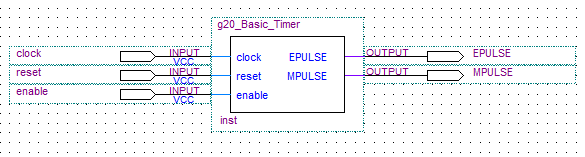 g20_Basic_Timer
clock INPUT VCC clock EPULSE OUTPUT EPULSE
reset INPUT VCC reset MPULSE OUTPUT MPULSE
enable INPUT VCC enable
inst